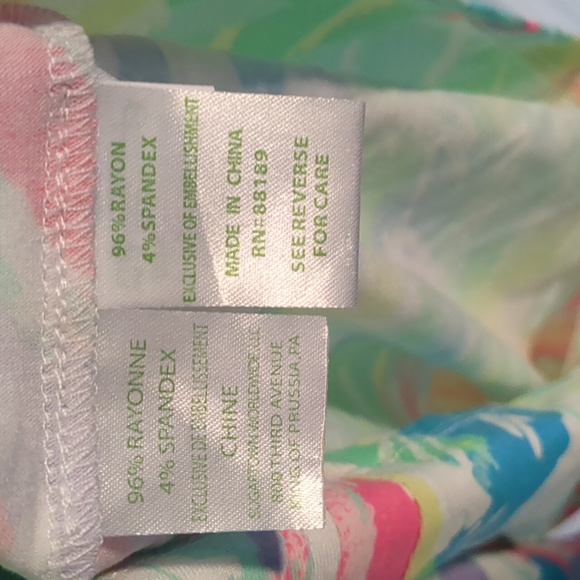 96% RAYON
4% SPANDEX
EXCLUSIVE OF EMBELLISHMENT
MADE IN CHINA
RN: 88189
SEE REVERSE
FOR CARE
96% RAYONNE
4% SPANDEX
EXCLUSIVE DE EMBELLISSEMENT
CHINE
SUGARTOWN WORLDWIDE LLC
800 THIRD AVENUE
KING OF PRUSSIA, PA